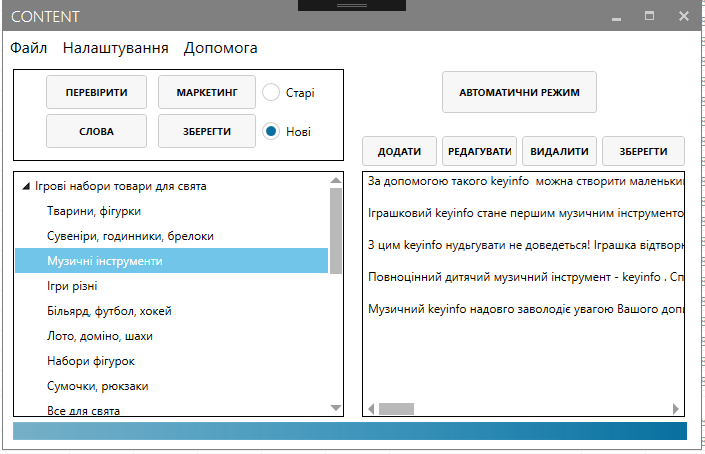 CONTENT
Файл Налаштування Допомога
ПЕРЕВІРИТИ МАРКЕТИНГ Старі
СЛОВА ЗБЕРЕГТИ Нові
АВТОМАТИЧНИ РЕЖИМ
ДОДАТИ РЕДАГУВАТИ ВИДАЛИТИ ЗБЕРЕГТИ
Ігрові набори товари для свята
Тварини, фігурки
Сувеніри, годинники, брелоки
Музичні інструменти
Ігри різні
Більярд, футбол, хокей
Лото, доміно, шахи
Набори фігурок
Сумочки, рюкзаки
Все для свята
За допомогою такого keyinfo можна створити маленьки
Іграшковий keyinfo стане першим музичним інструменто
З цим keyinfo нудьгувати не доведеться! Іграшка відтворю
Повноцінний дитячий музичний інструмент - keyinfo . Сп
Музичний keyinfo надовго заволодіє увагою Вашого